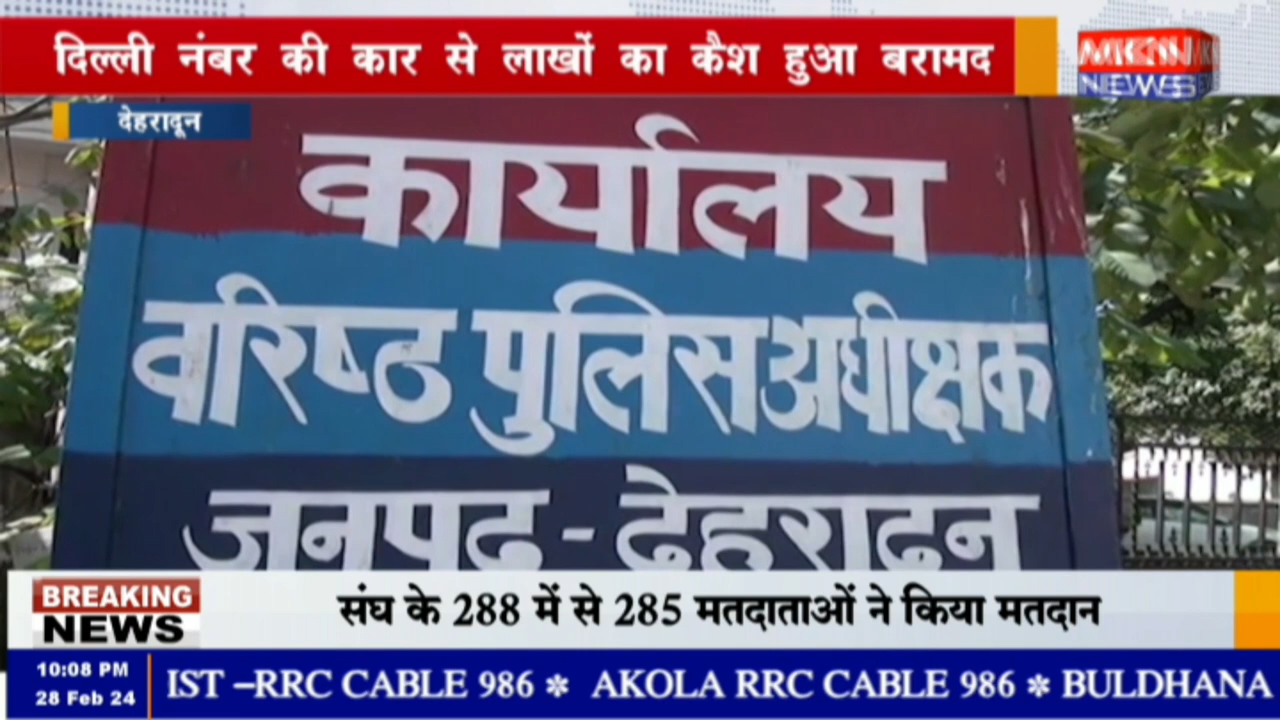 दिल्ली नंबर की कार से लाखों का कैश हुआ बरामद
NEWS
देहरादून
कार्यालय
वरिष्ठ पुलिस अधीक्षक
जनपद - देहरादून
BREAKING
NEWS
संघ के 288 में से 285 मतदाताओं ने किया मतदान
10:08 PM
28 Feb 24
IST –RRC CABLE 986 ✻ AKOLA RRC CABLE 986 ✻ BULDHANA